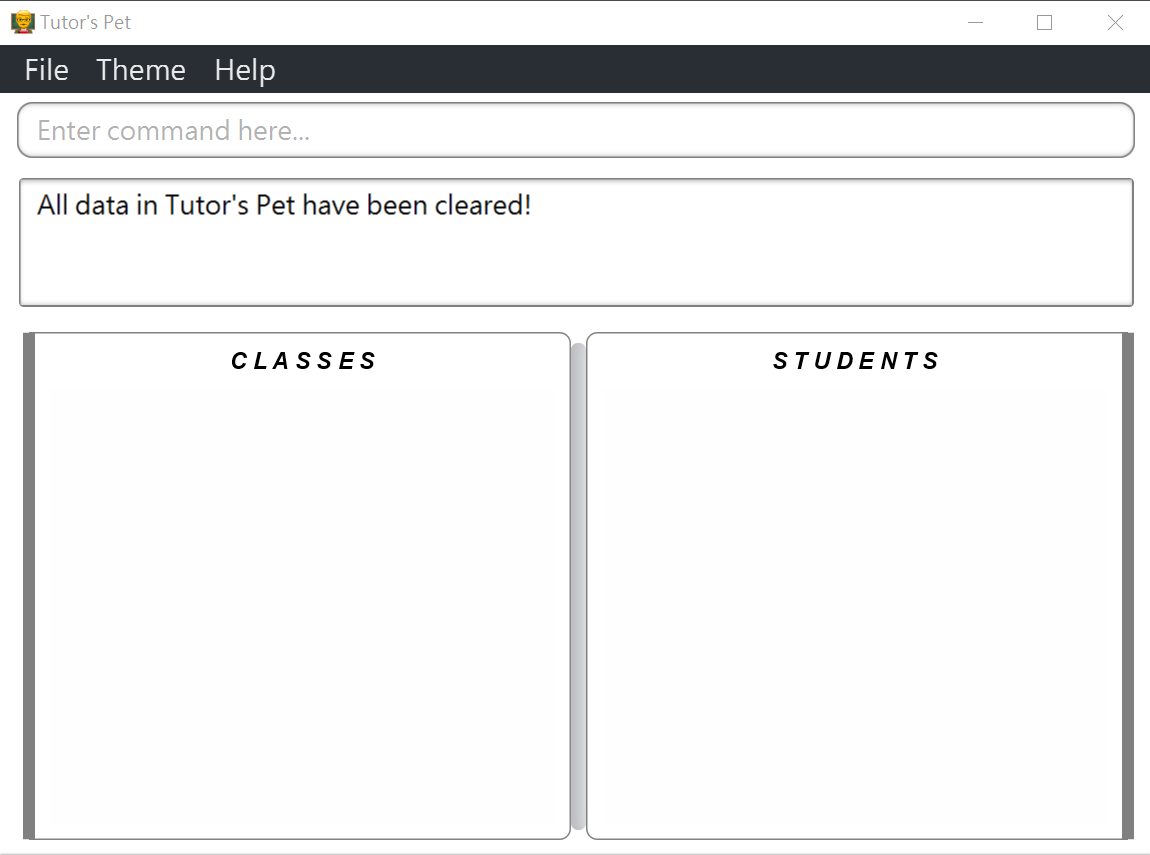 Tutor's Pet
File Theme Help
Enter command here...
All data in Tutor's Pet have been cleared!
CLASSES
STUDENTS